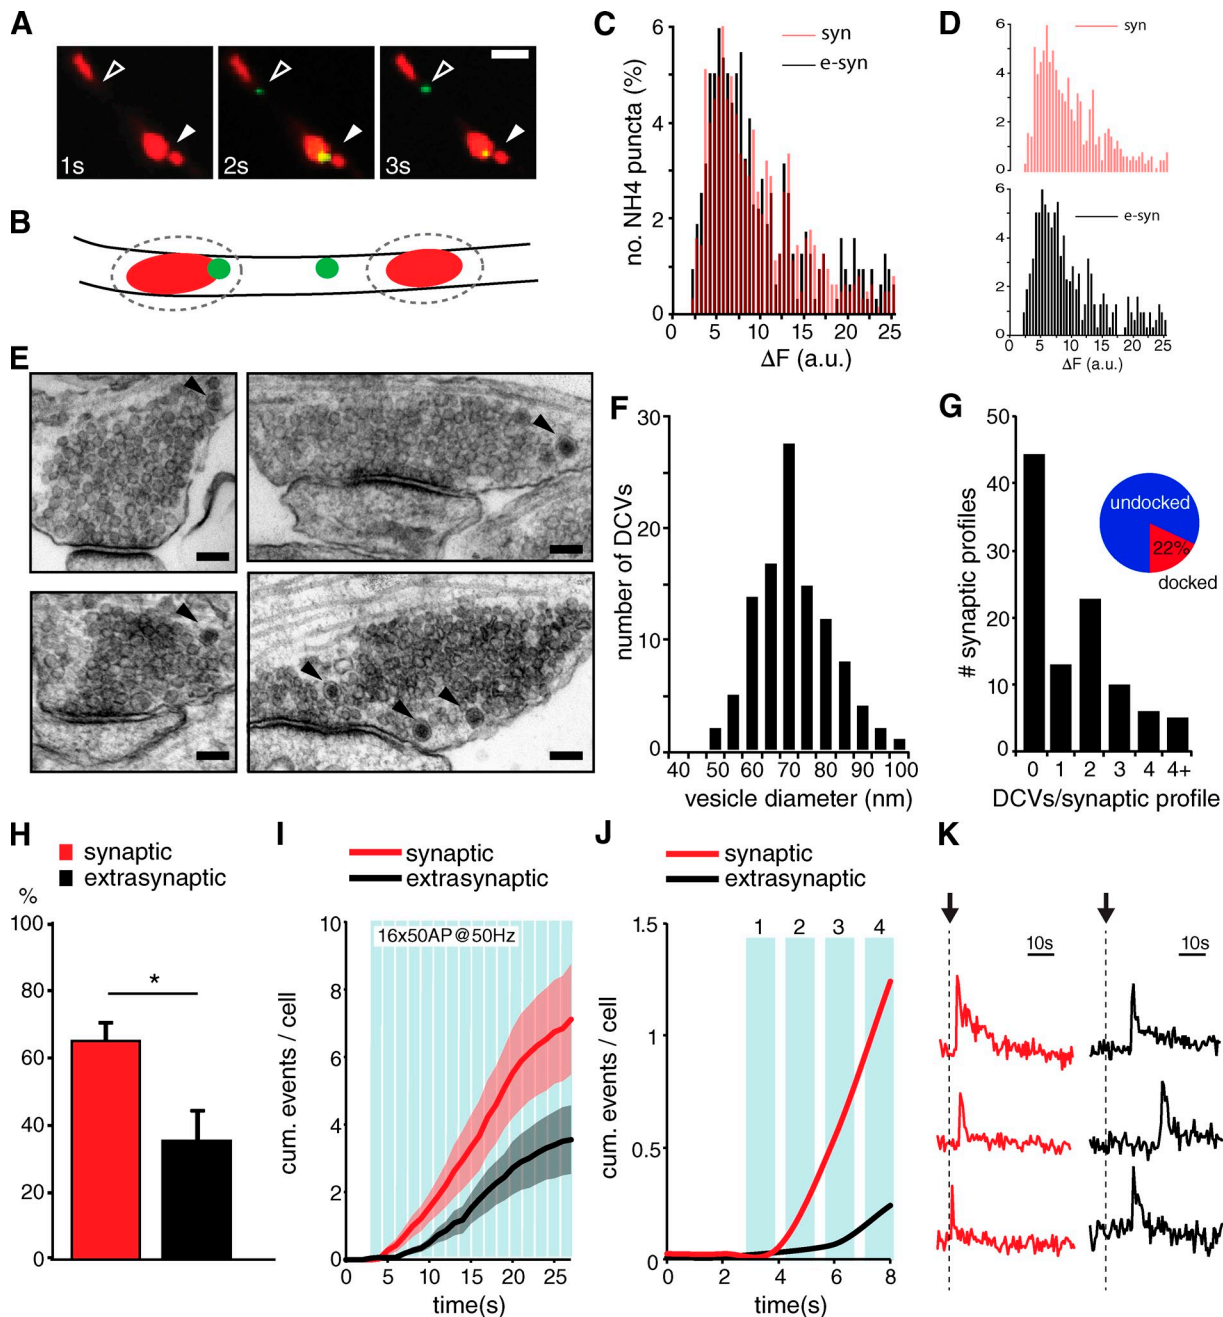 A
1s
2s
3s
B
C
syn
e-syn
no. NH4 puncta (%)
6
4
2
0
0 5 10 15 20 25
ΔF (a.u.)
D
syn
6
4
2
0
e-syn
6
4
2
0
0 5 10 15 20 25
ΔF (a.u.)
E
F
number of DCVs
30
20
10
0
40 50 60 70 80 90 100
vesicle diameter (nm)
G
# synaptic profiles
50
40
30
20
10
0
undocked
22%
docked
0 1 2 3 4 4+
DCVs/synaptic profile
H
synaptic
extrasynaptic
%
100
80
60
40
20
0
*
I
synaptic
extrasynaptic
16x50AP@50Hz
cum. events / cell
10
8
6
4
2
0
0 5 10 15 20 25
time(s)
J
synaptic
extrasynaptic
1 2 3 4
cum. events / cell
1.5
1
0.5
0
0 2 4 6 8
time(s)
K
10s
10s